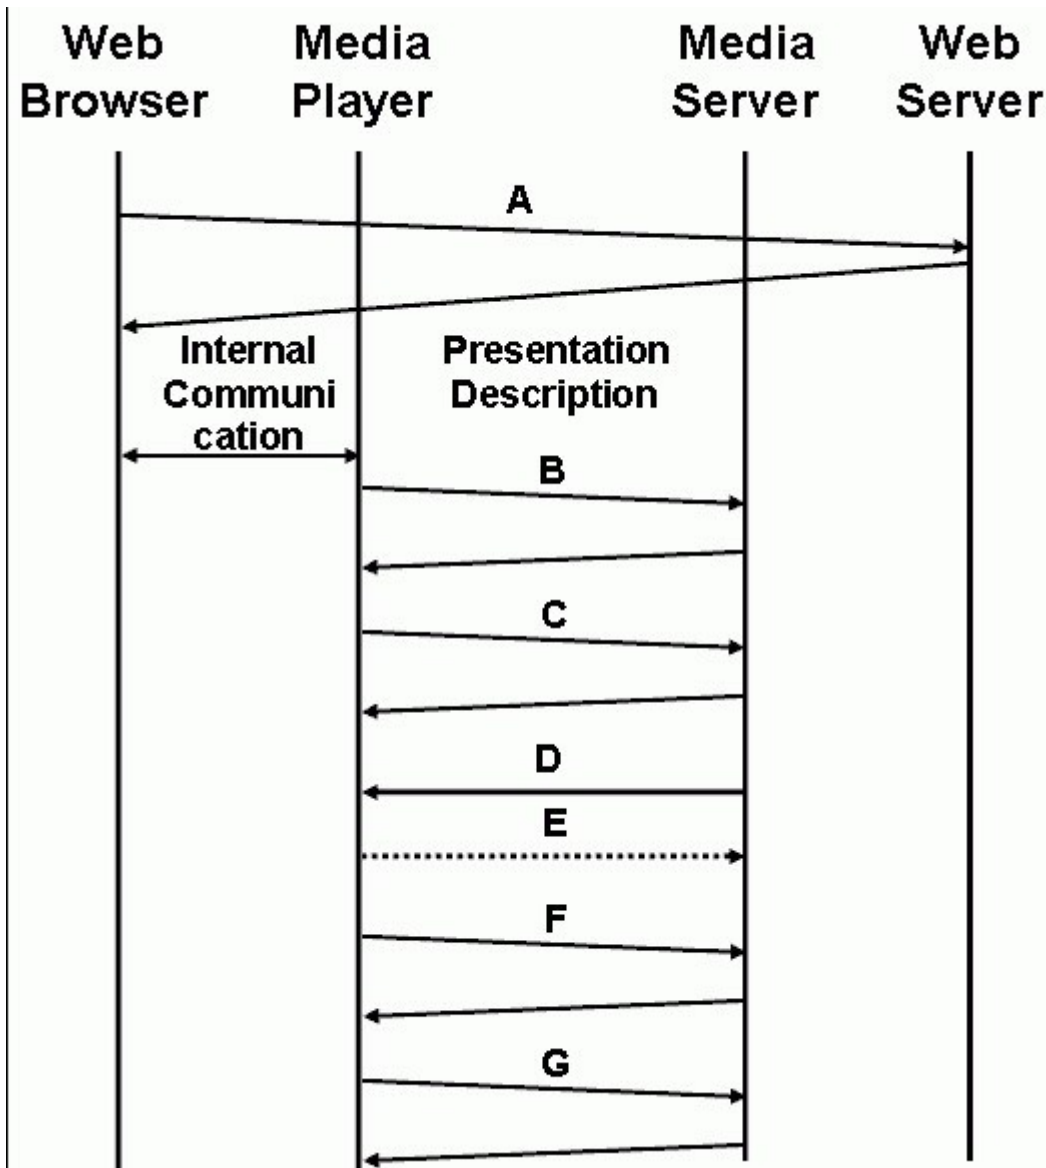 Web Browser
Media Player
Media Server
Web Server
A
Internal
Communi
cation
Presentation
Description
B
C
D
E
F
G